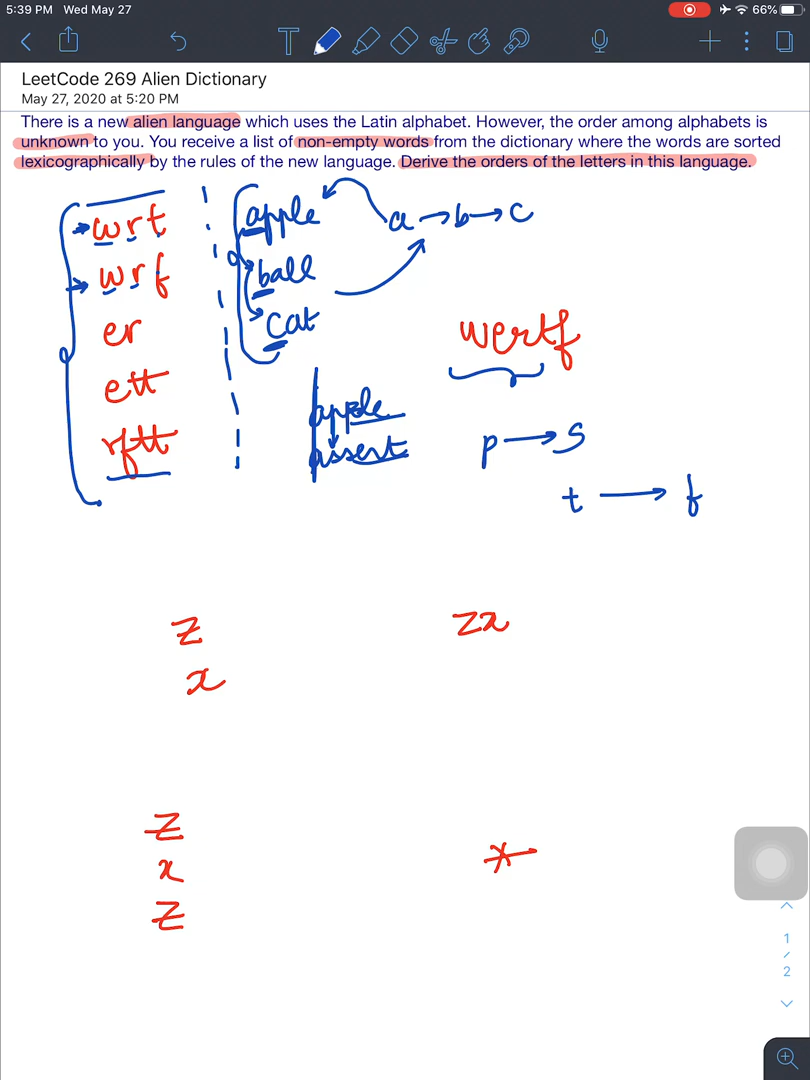 5:39 PM Wed May 27
66%
T
LeetCode 269 Alien Dictionary
May 27, 2020 at 5:20 PM
There is a new alien language which uses the Latin alphabet. However, the order among alphabets is
unknown to you. You receive a list of non-empty words from the dictionary where the words are sorted
lexicographically by the rules of the new language. Derive the orders of the letters in this language.
wrt
wrf
er
ett
rftt
apple
ball
cat
a → b → c
wertf
apple
assert
p → s
t → f
z
x
zx
z
x
z
1
/
2